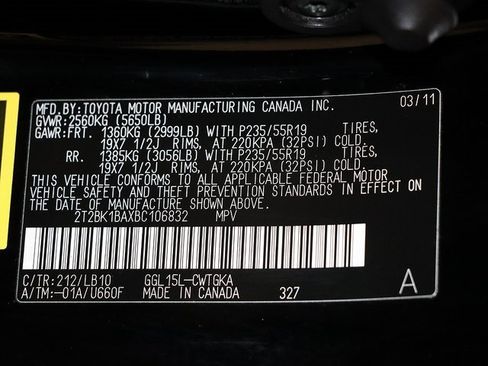 MFD.BY:TOYOTA MOTOR MANUFACTURING CANADA INC. 03/11
GVWR:2560KG (5650LB)
GAWR:FRT. 1360KG (2999LB)WITH P235/55R19 TIRES,
19X7 1/2J RIMS, AT 220KPA (32PSI) COLD.
RR. 1385KG (3056LB)WITH P235/55R19 TIRES,
19X7 1/2J RIMS, AT 220KPA (32PSI) COLD.
THIS VEHICLE CONFORMS TO ALL APPLICABLE FEDERAL MOTOR
VEHICLE SAFETY AND THEFT PREVENTION STANDARDS IN EFFECT ON
THE DATE OF MANUFACTURE SHOWN ABOVE.
2T2BK1BAXBC106832 MPV
C/TR:212/LB10 GGL15L-CWTGKA
A/TM:-01A/U660F MADE IN CANADA 327 A